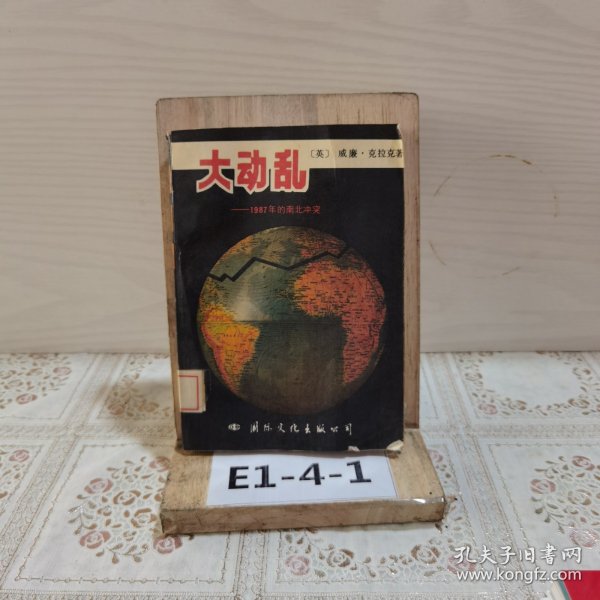 〔英〕 威廉·克拉克著
大动乱
——1987年的南北冲突
国际文化出版公司
E1-4-1
孔夫子旧书网
www.kongfz.com